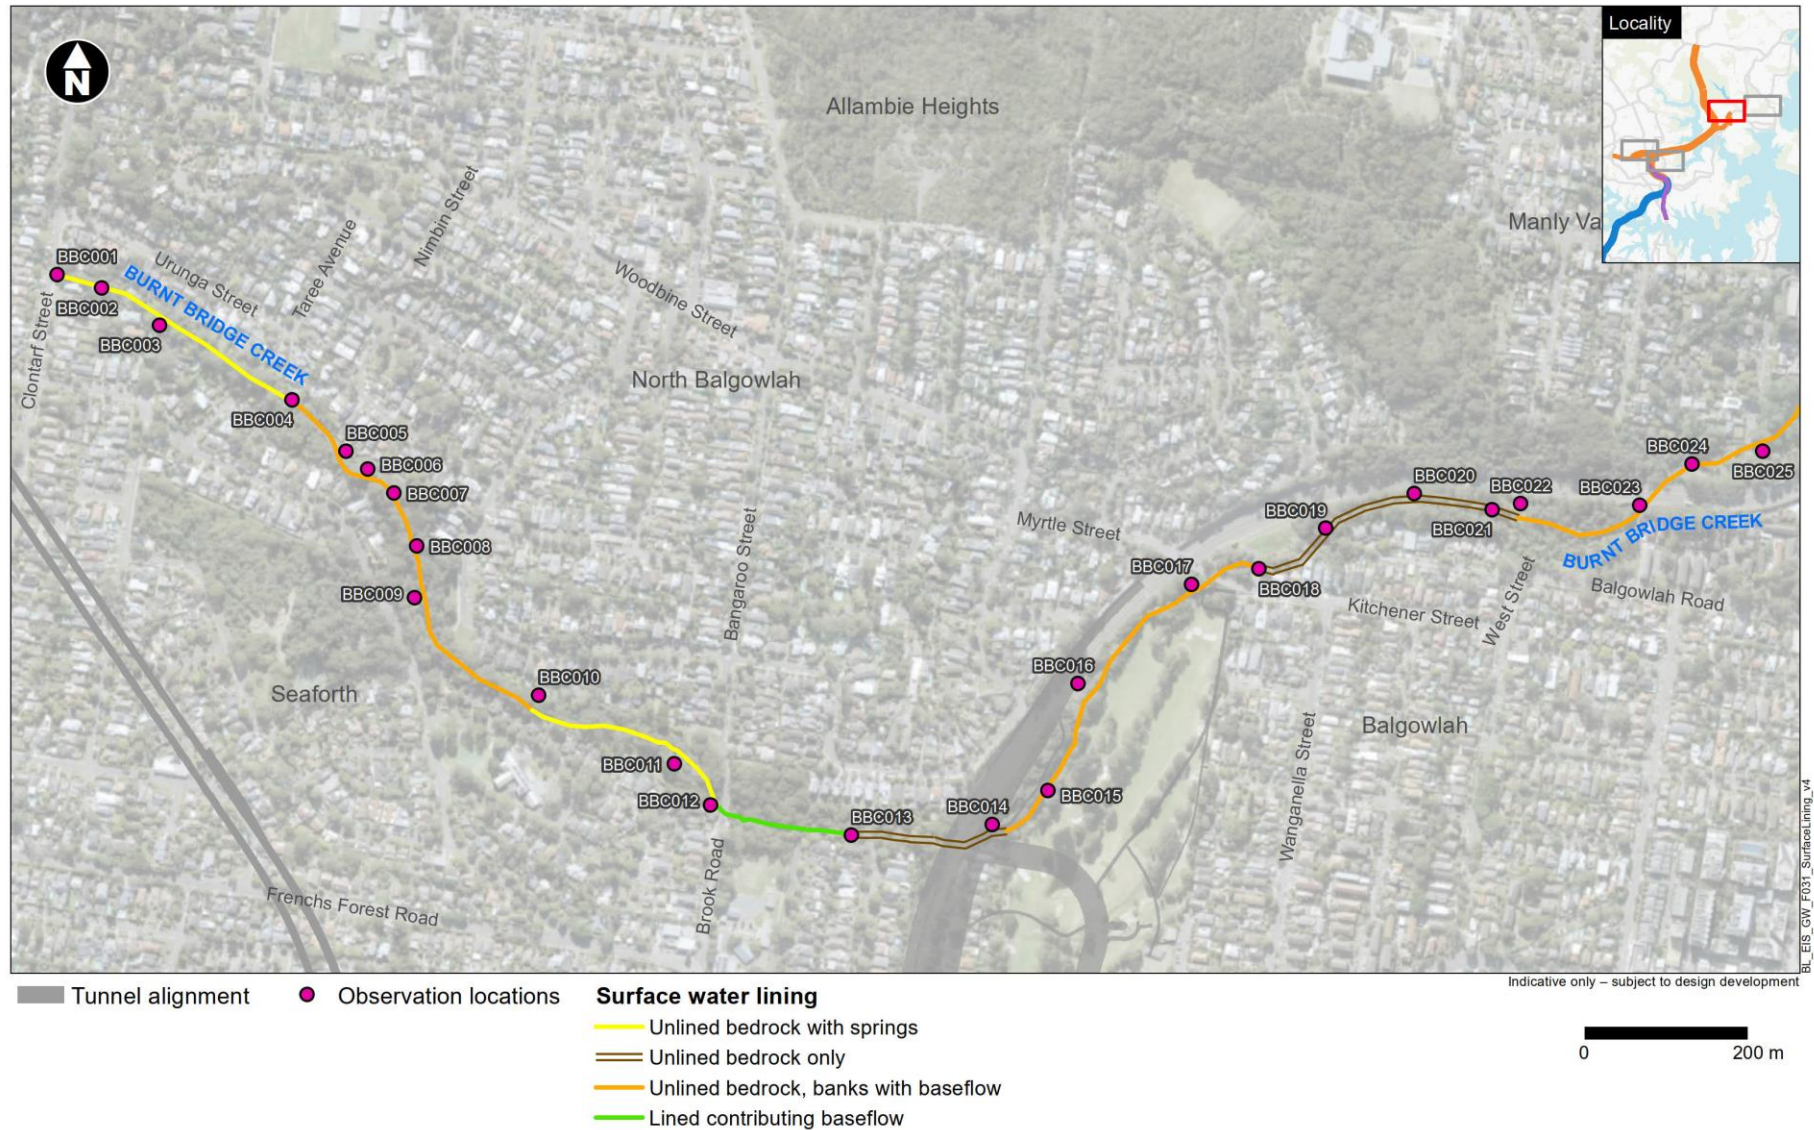 Locality
N
Allambie Heights
Manly Va
Nimbin Street
Taree Avenue
Urunga Street
BBC001
BURNT BRIDGE CREEK
Woodbine Street
BBC002
Clontarf Street
BBC003
North Balgowlah
BBC004
BBC005
BBC006
BBC007
BBC008
BBC009
BBC010
BBC011
BBC012
BBC013
BBC014
BBC015
BBC016
BBC017
BBC018
BBC019
BBC020
BBC021
BBC022
BBC023
BBC024
BBC025
Myrtle Street
Bangaroo Street
Kitchener Street
West Street
BURNT BRIDGE CREEK
Balgowlah Road
Seaforth
Balgowlah
Wanganella Street
Brook Road
Frenchs Forest Road
BL_EIS_GW_F031_SurfaceLining_v4
Indicative only – subject to design development
Tunnel alignment
Observation locations
Surface water lining
Unlined bedrock with springs
Unlined bedrock only
Unlined bedrock, banks with baseflow
Lined contributing baseflow
0 200 m